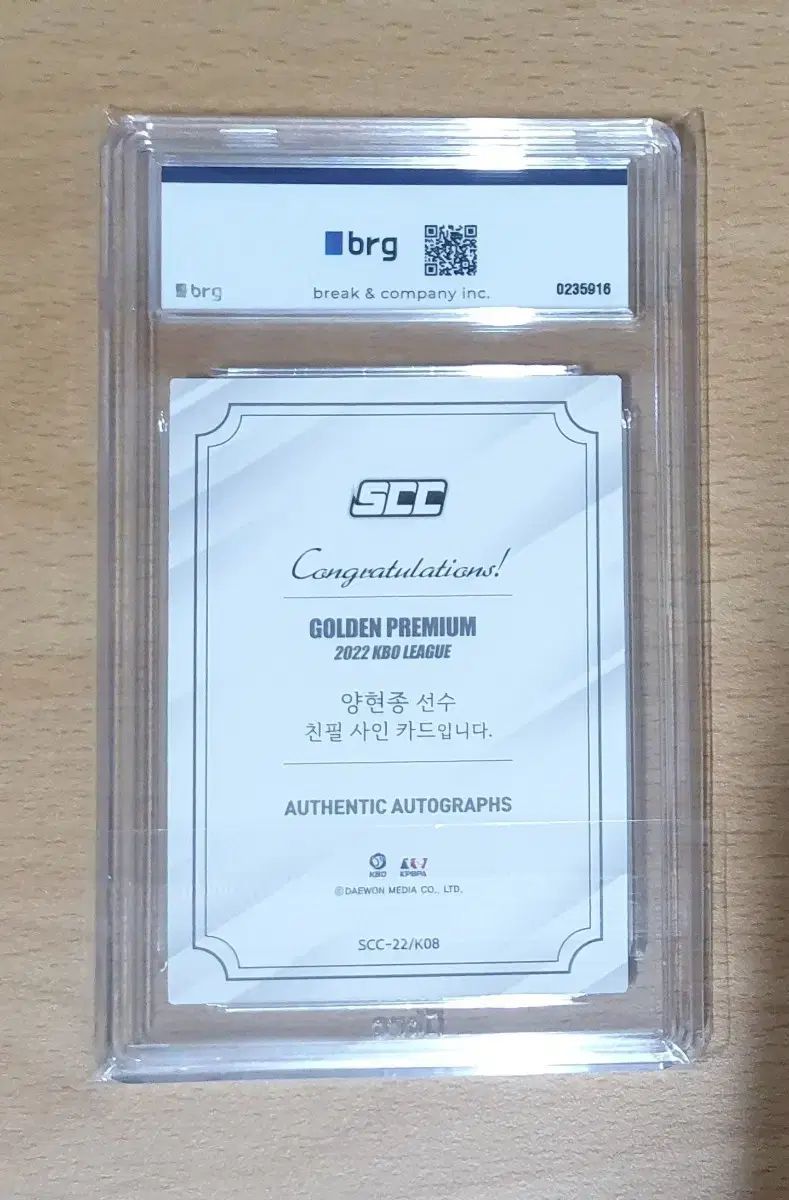 brg
brg
break & company inc.
0235916
SCC
Congratulations!
GOLDEN PREMIUM
2022 KBO LEAGUE
양현종 선수
친필 사인 카드입니다.
AUTHENTIC AUTOGRAPHS
KBO KPBPA
©DAEWON MEDIA CO., LTD.
SCC-22/K08